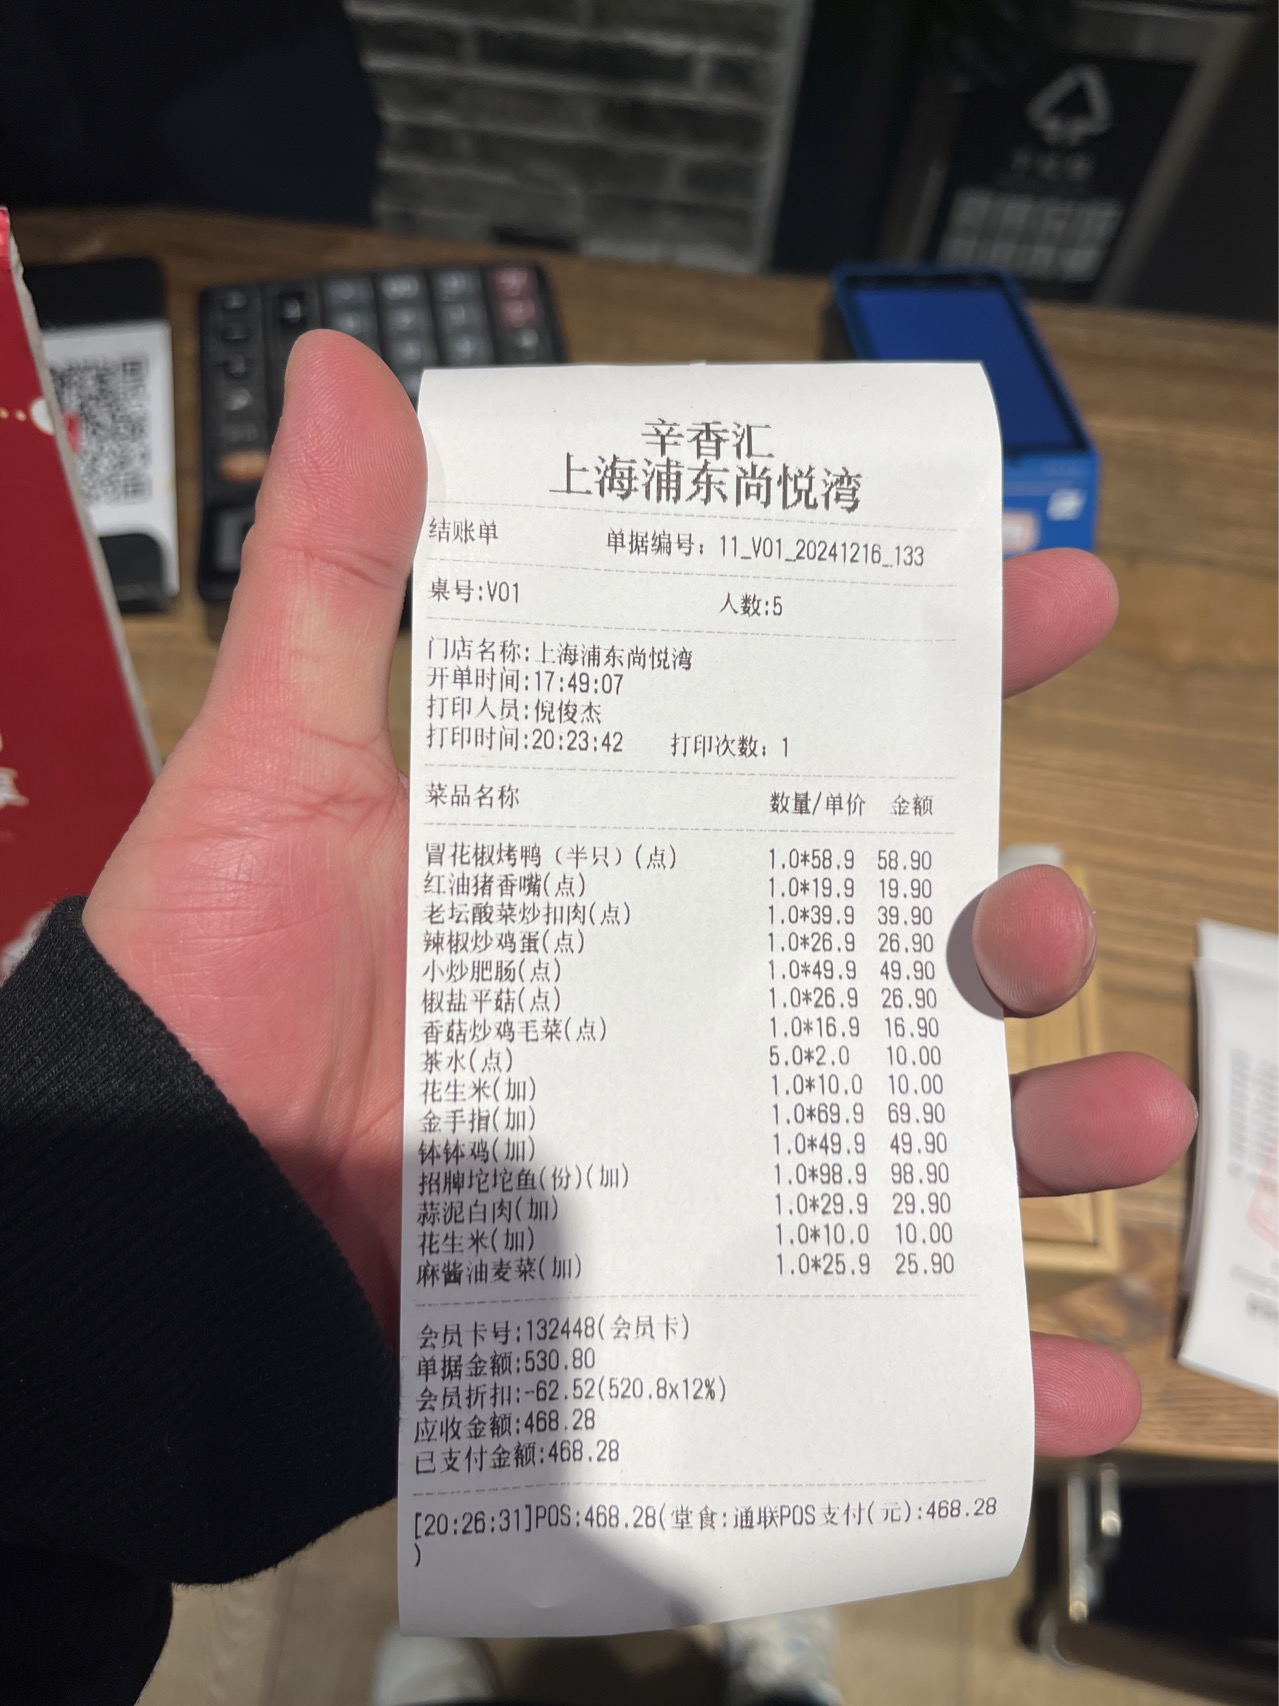 辛香汇
上海浦东尚悦湾
结账单 单据编号: 11_V01_20241216_133
桌号:V01 人数:5
门店名称:上海浦东尚悦湾
开单时间:17:49:07
打印人员:倪俊杰
打印时间:20:23:42 打印次数: 1
菜品名称 数量/单价 金额
冒花椒烤鸭（半只）(点) 1.0*58.9 58.90
红油猪香嘴(点) 1.0*19.9 19.90
老坛酸菜炒扣肉(点) 1.0*39.9 39.90
辣椒炒鸡蛋(点) 1.0*26.9 26.90
小炒肥肠(点) 1.0*49.9 49.90
椒盐平菇(点) 1.0*26.9 26.90
香菇炒鸡毛菜(点) 1.0*16.9 16.90
茶水(点) 5.0*2.0 10.00
花生米(加) 1.0*10.0 10.00
金手指(加) 1.0*69.9 69.90
钵钵鸡(加) 1.0*49.9 49.90
招牌坨坨鱼(份)(加) 1.0*98.9 98.90
蒜泥白肉(加) 1.0*29.9 29.90
花生米(加) 1.0*10.0 10.00
麻酱油麦菜(加) 1.0*25.9 25.90
会员卡号:132448(会员卡)
单据金额:530.80
会员折扣:-62.52(520.8x12%)
应收金额:468.28
已支付金额:468.28
[20:26:31]POS:468.28(堂食:通联POS支付(元):468.28
)